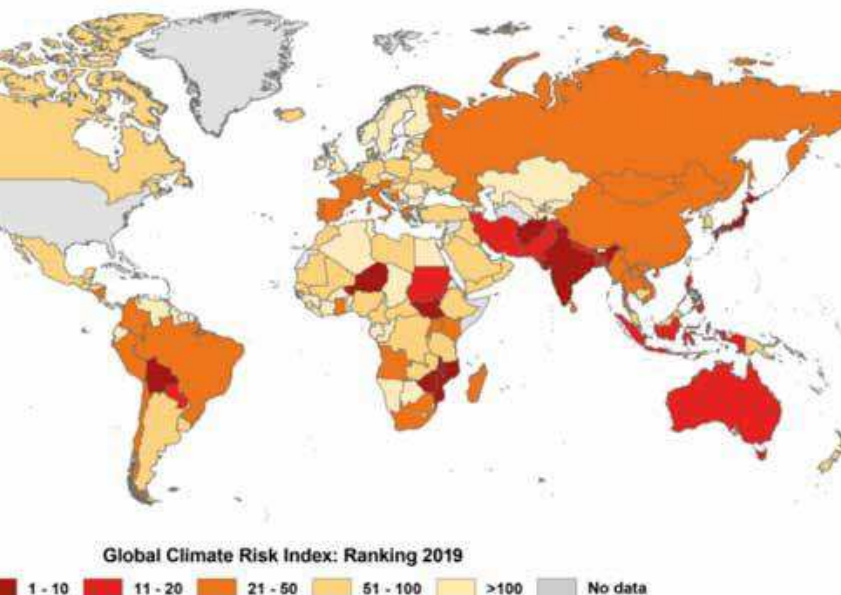 Global Climate Risk Index: Ranking 2019
1 - 10 11 - 20 21 - 50 51 - 100 >100 No data